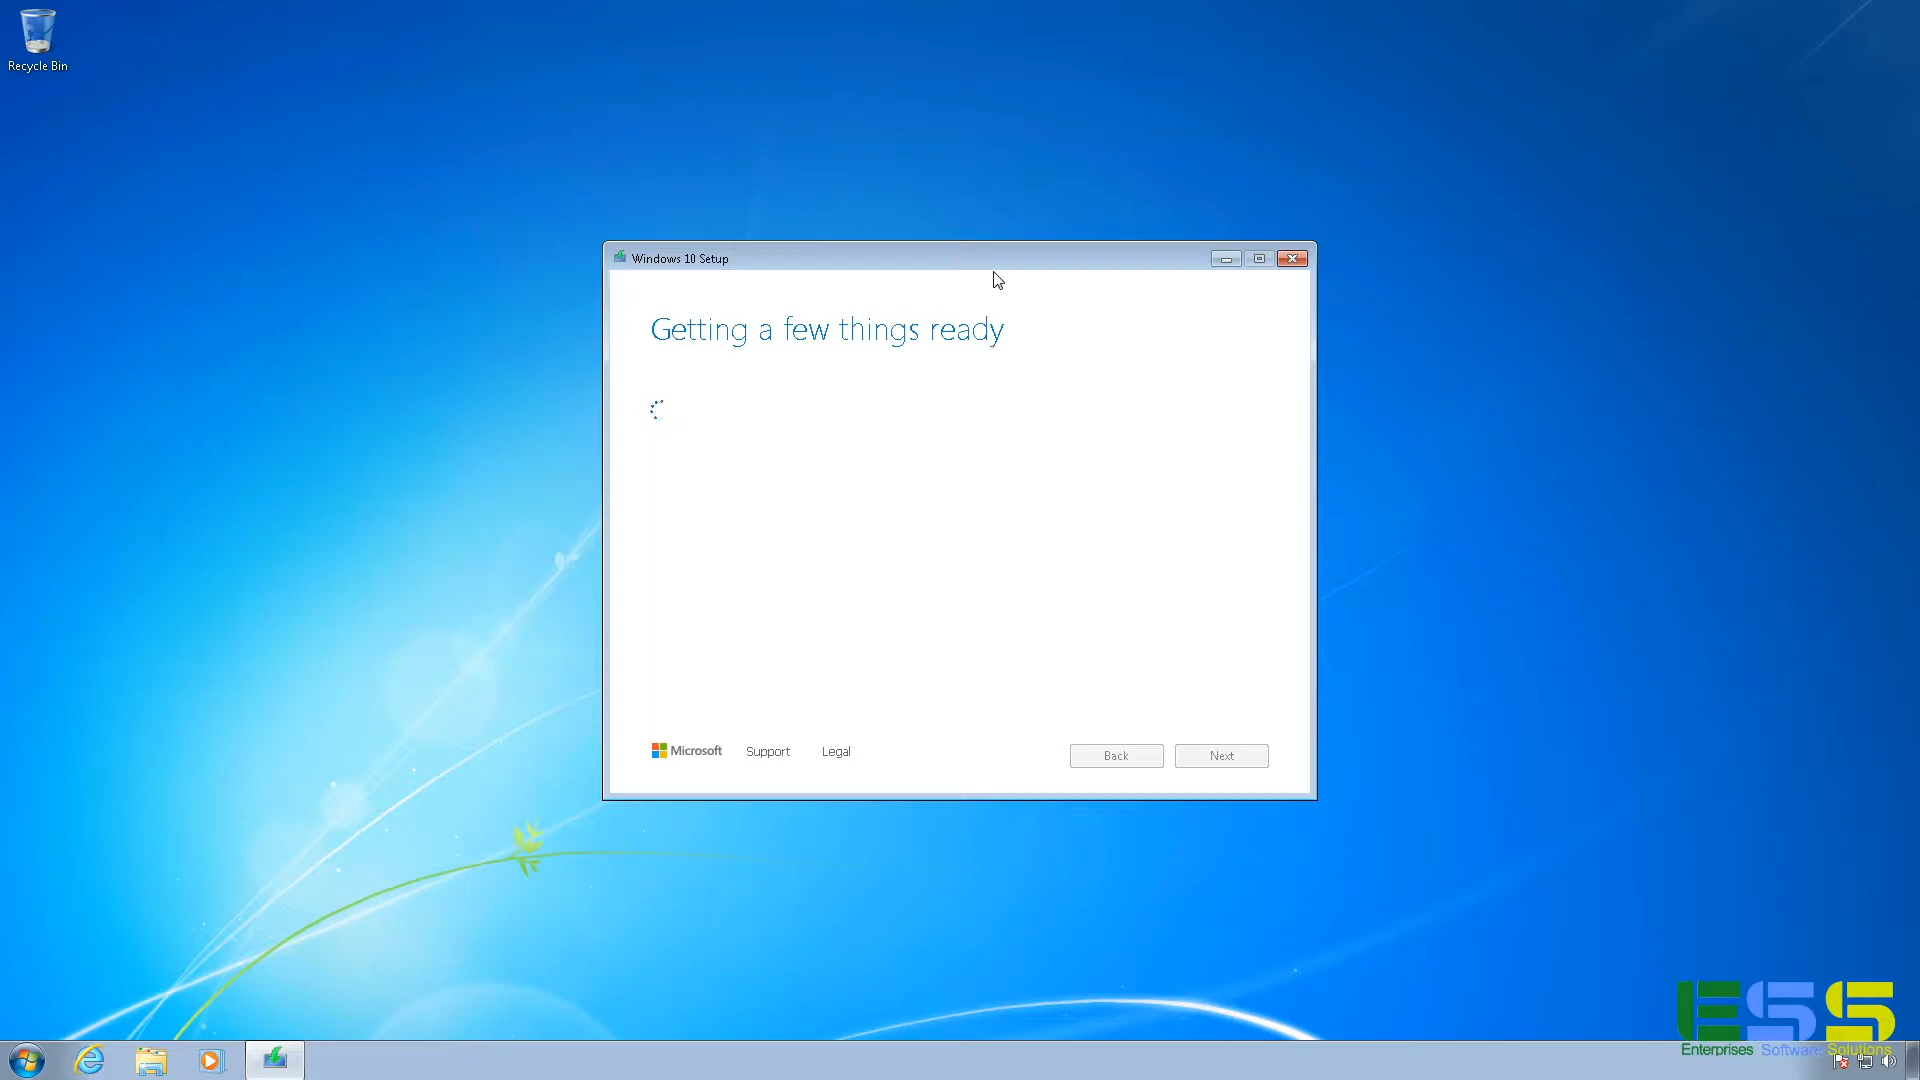 Recycle Bin
Windows 10 Setup
Getting a few things ready
Microsoft Support Legal
Back Next
ESS
Enterprises Software Solutions